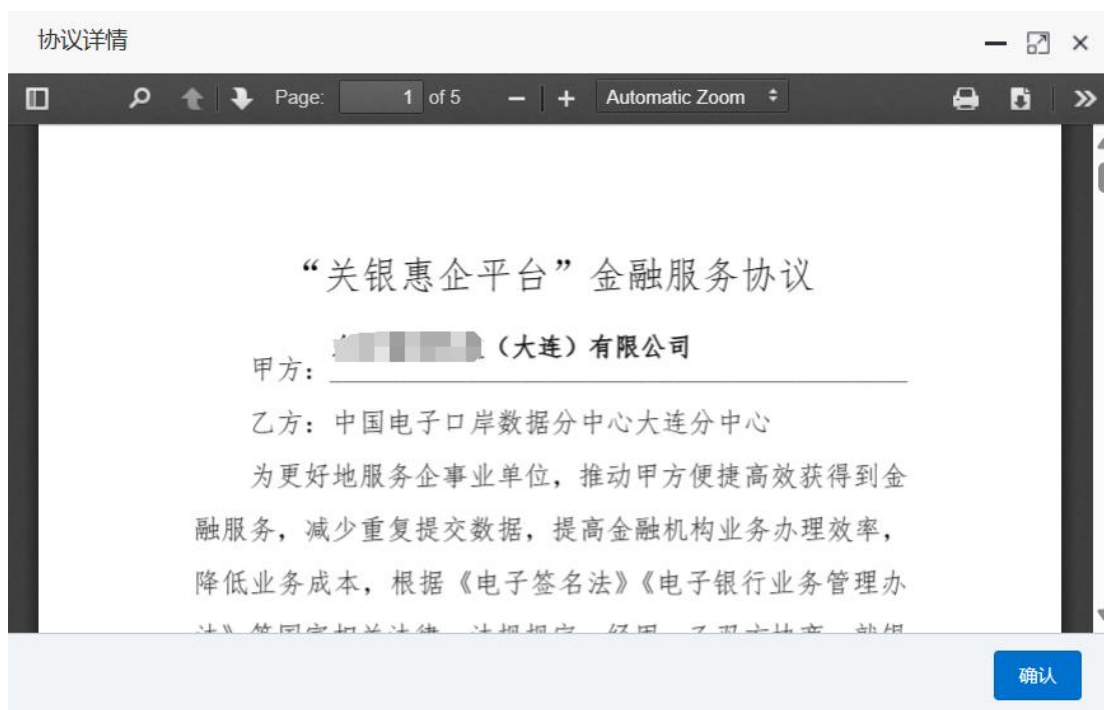 协议详情
Page: 1 of 5 Automatic Zoom
“关银惠企平台”金融服务协议
甲方：（大连）有限公司
乙方：中国电子口岸数据分中心大连分中心
为更好地服务企事业单位，推动甲方便捷高效获得到金
融服务，减少重复提交数据，提高金融机构业务办理效率，
降低业务成本，根据《电子签名法》《电子银行业务管理办
确认